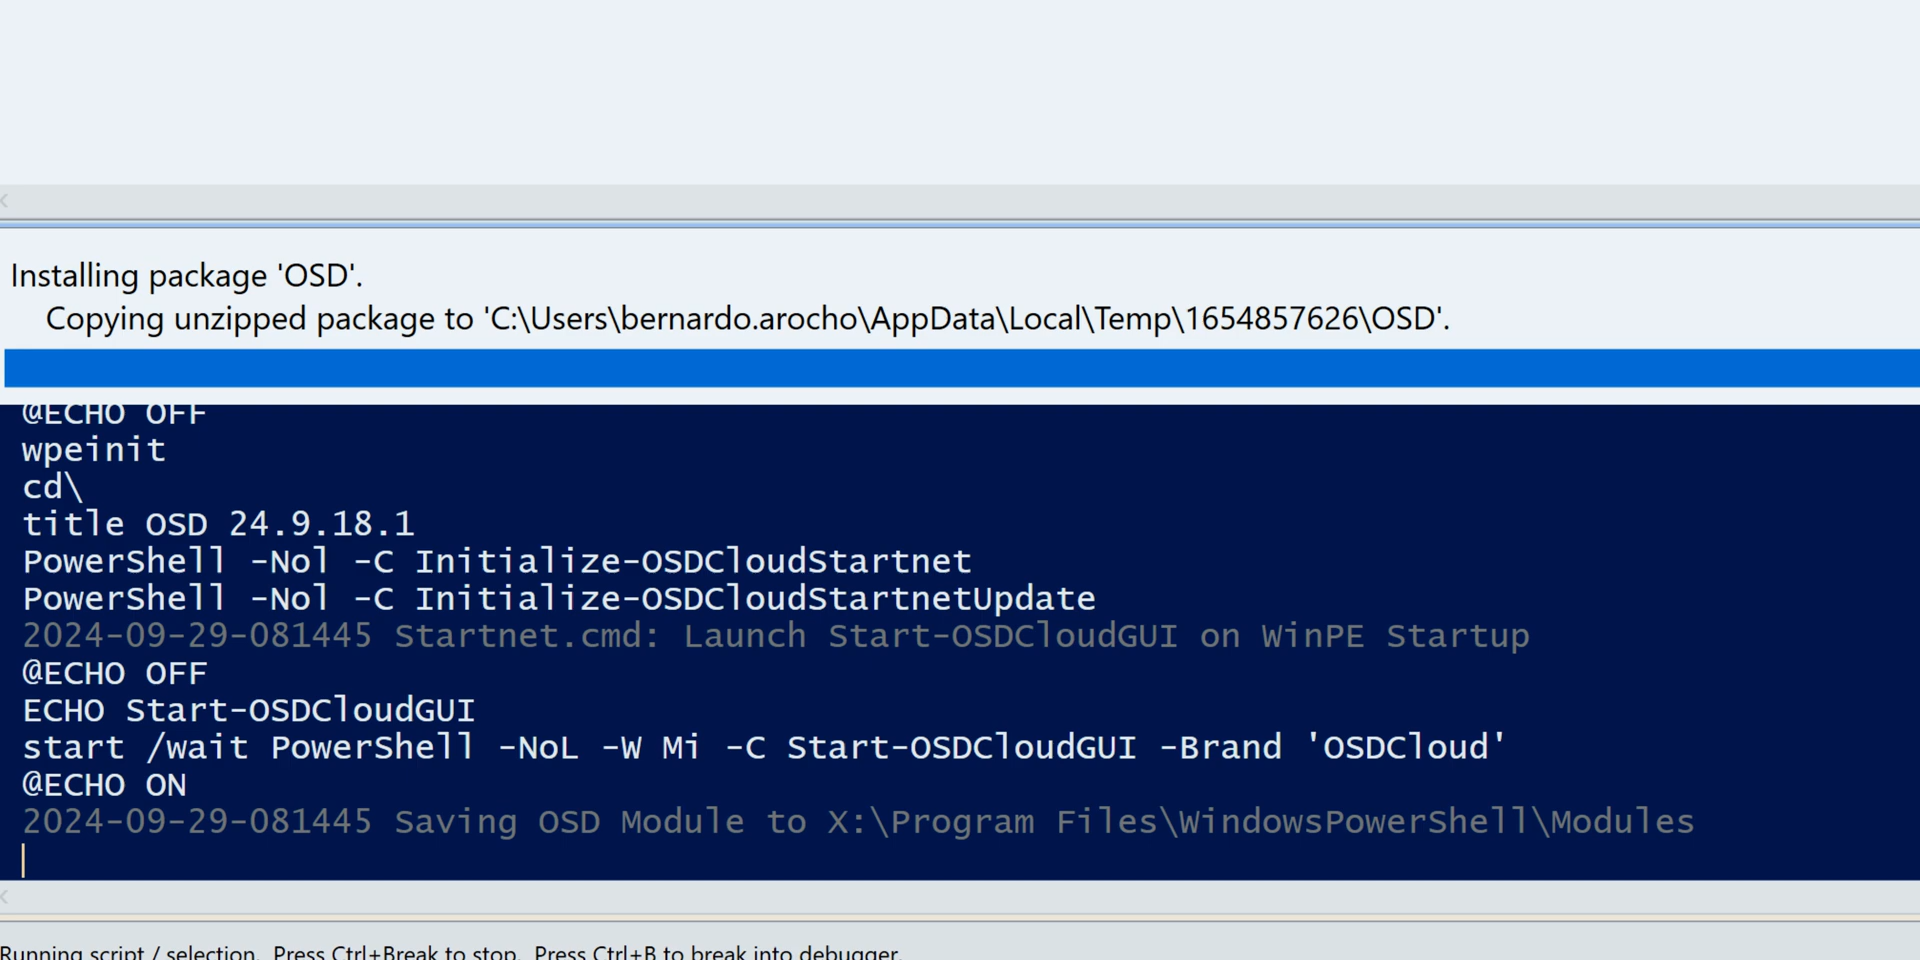 Installing package 'OSD'.
Copying unzipped package to 'C:\Users\bernardo.arocho\AppData\Local\Temp\1654857626\OSD'.
@ECHO OFF
wpeinit
cd\
title OSD 24.9.18.1
PowerShell -Nol -C Initialize-OSDCloudStartnet
PowerShell -Nol -C Initialize-OSDCloudStartnetUpdate
2024-09-29-081445 Startnet.cmd: Launch Start-OSDCloudGUI on WinPE Startup
@ECHO OFF
ECHO Start-OSDCloudGUI
start /wait PowerShell -NoL -W Mi -C Start-OSDCloudGUI -Brand 'OSDCloud'
@ECHO ON
2024-09-29-081445 Saving OSD Module to X:\Program Files\WindowsPowerShell\Modules
Running script / selection.  Press Ctrl+Break to stop.  Press Ctrl+B to break into debugger.